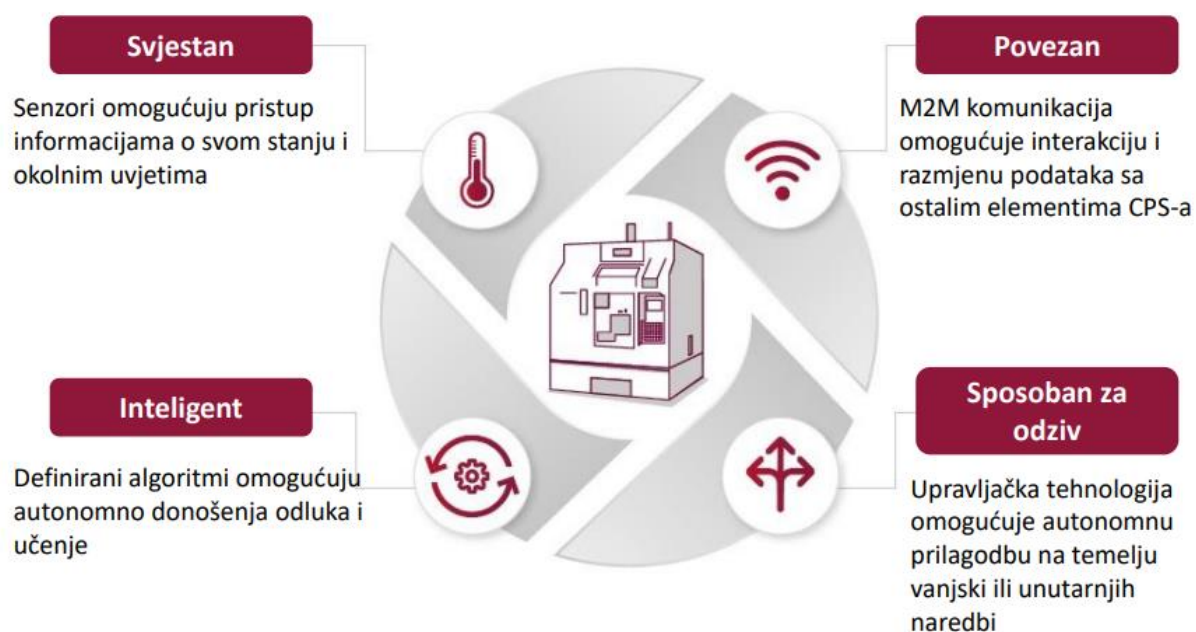 Svjestan
Senzori omogućuju pristup
informacijama o svom stanju i
okolnim uvjetima
Povezan
M2M komunikacija
omogućuje interakciju i
razmjenu podataka sa
ostalim elementima CPS-a
Inteligent
Definirani algoritmi omogućuju
autonomno donošenja odluka i
učenje
Sposoban za
odziv
Upravljačka tehnologija
omogućuje autonomnu
prilagodbu na temelju
vanjski ili unutarnjih
naredbi